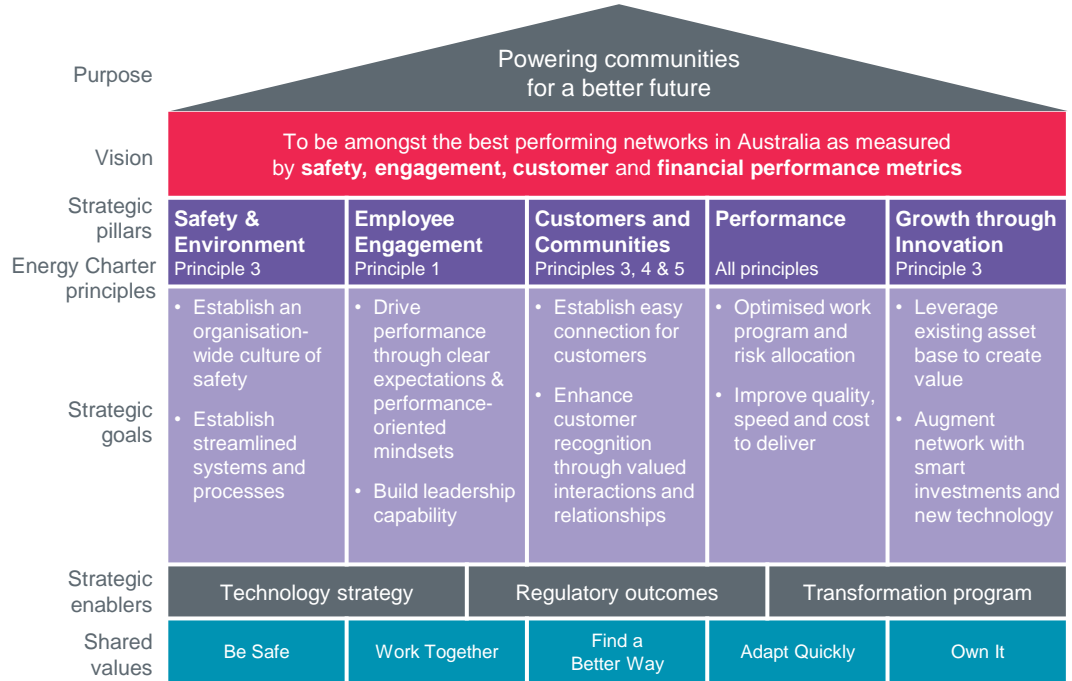 Purpose
Powering communities
for a better future
Vision
To be amongst the best performing networks in Australia as measured
by safety, engagement, customer and financial performance metrics
Strategic
pillars
Energy Charter
principles
Safety &
Environment
Principle 3
Employee
Engagement
Principle 1
Customers and
Communities
Principles 3, 4 & 5
Performance
All principles
Growth through
Innovation
Principle 3
Strategic
goals
• Establish an
organisation-
wide culture of
safety
• Establish
streamlined
systems and
processes
• Drive
performance
through clear
expectations &
performance-
oriented
mindsets
• Build leadership
capability
• Establish easy
connection for
customers
• Enhance
customer
recognition
through valued
interactions and
relationships
• Optimised work
program and
risk allocation
• Improve quality,
speed and cost
to deliver
• Leverage
existing asset
base to create
value
• Augment
network with
smart
investments and
new technology
Strategic
enablers
Technology strategy
Regulatory outcomes
Transformation program
Shared
values
Be Safe
Work Together
Find a
Better Way
Adapt Quickly
Own It